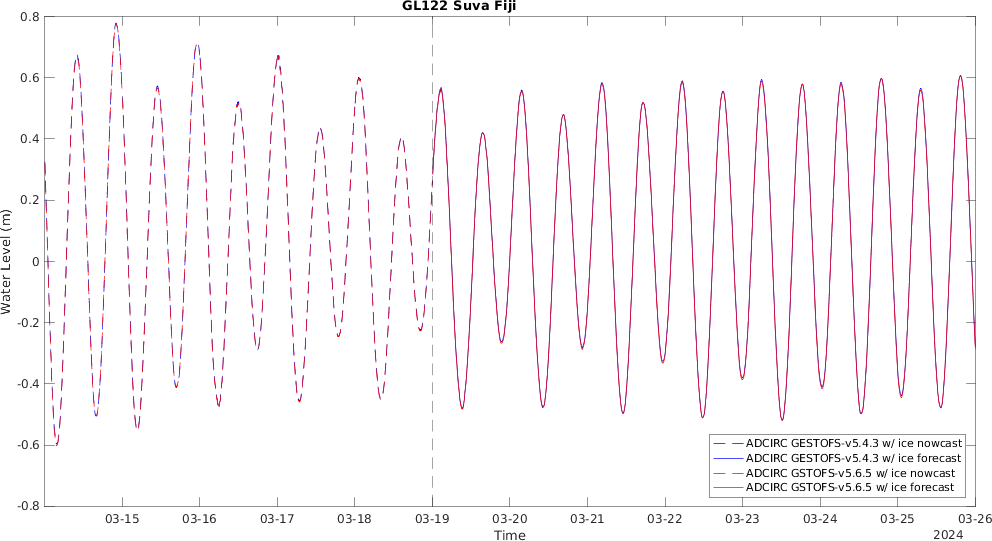 GL122 Suva Fiji
0.8
0.6
0.4
0.2
0
-0.2
-0.4
-0.6
-0.8
Water Level (m)
ADCIRC GESTOFS-v5.4.3 w/ ice nowcast
ADCIRC GESTOFS-v5.4.3 w/ ice forecast
ADCIRC GSTOFS-v5.6.5 w/ ice nowcast
ADCIRC GSTOFS-v5.6.5 w/ ice forecast
03-15 03-16 03-17 03-18 03-19 03-20 03-21 03-22 03-23 03-24 03-25 03-26
Time
2024